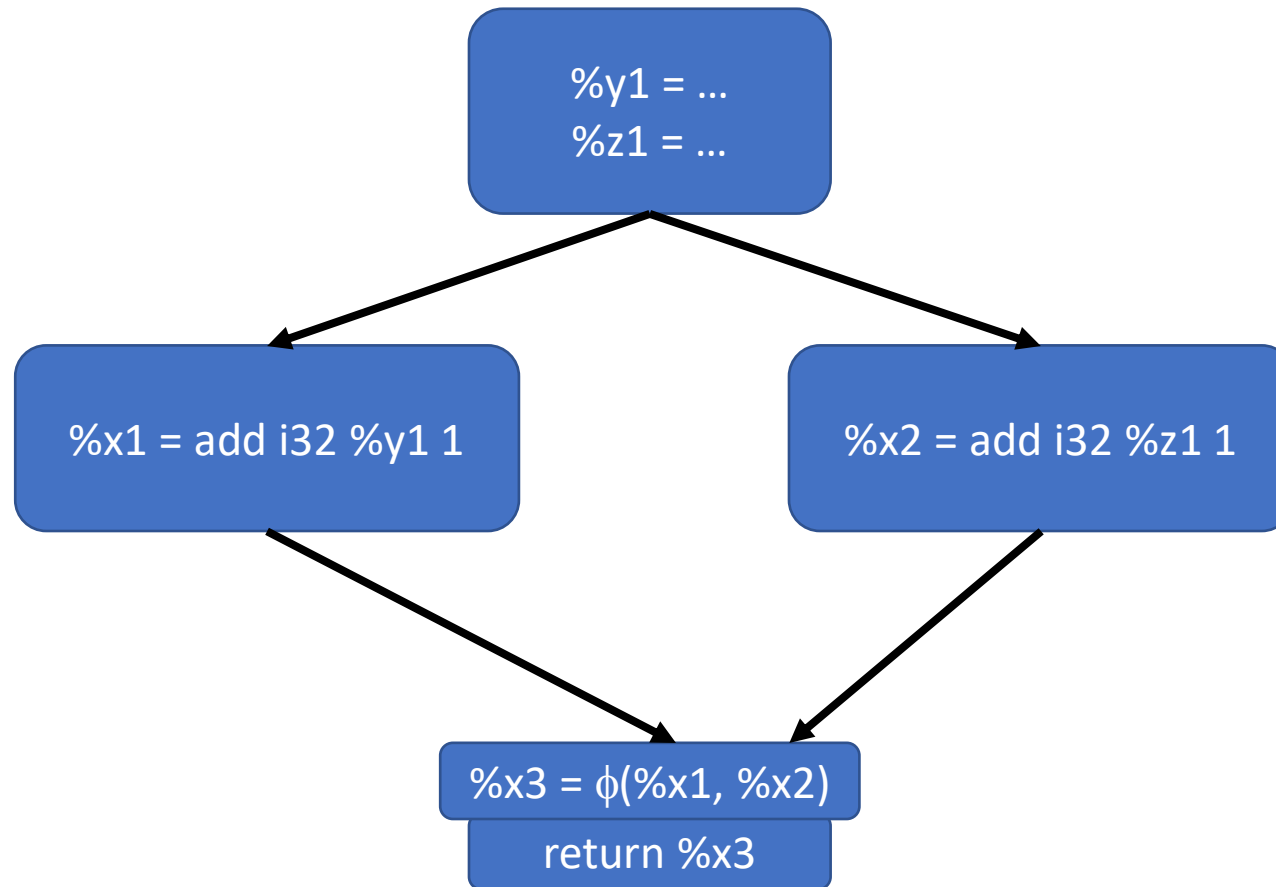 %y1 = …
%z1 = …
%x1 = add i32 %y1 1
%x2 = add i32 %z1 1
%x3 = ϕ(%x1, %x2)
return %x3